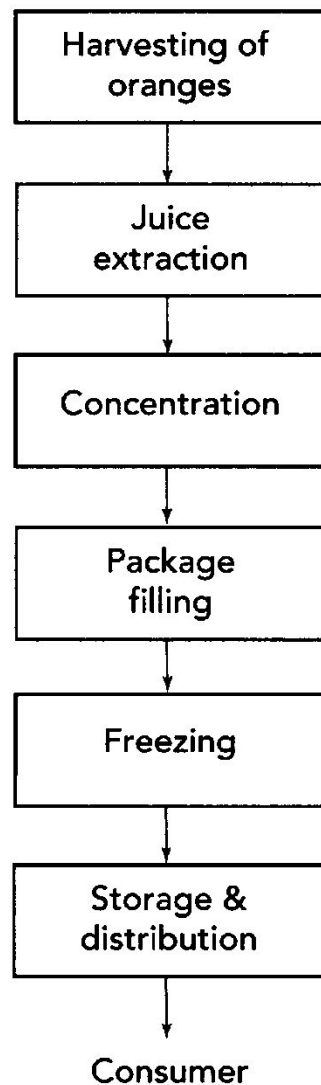 Harvesting of
oranges
Juice
extraction
Concentration
Package
filling
Freezing
Storage &
distribution
Consumer